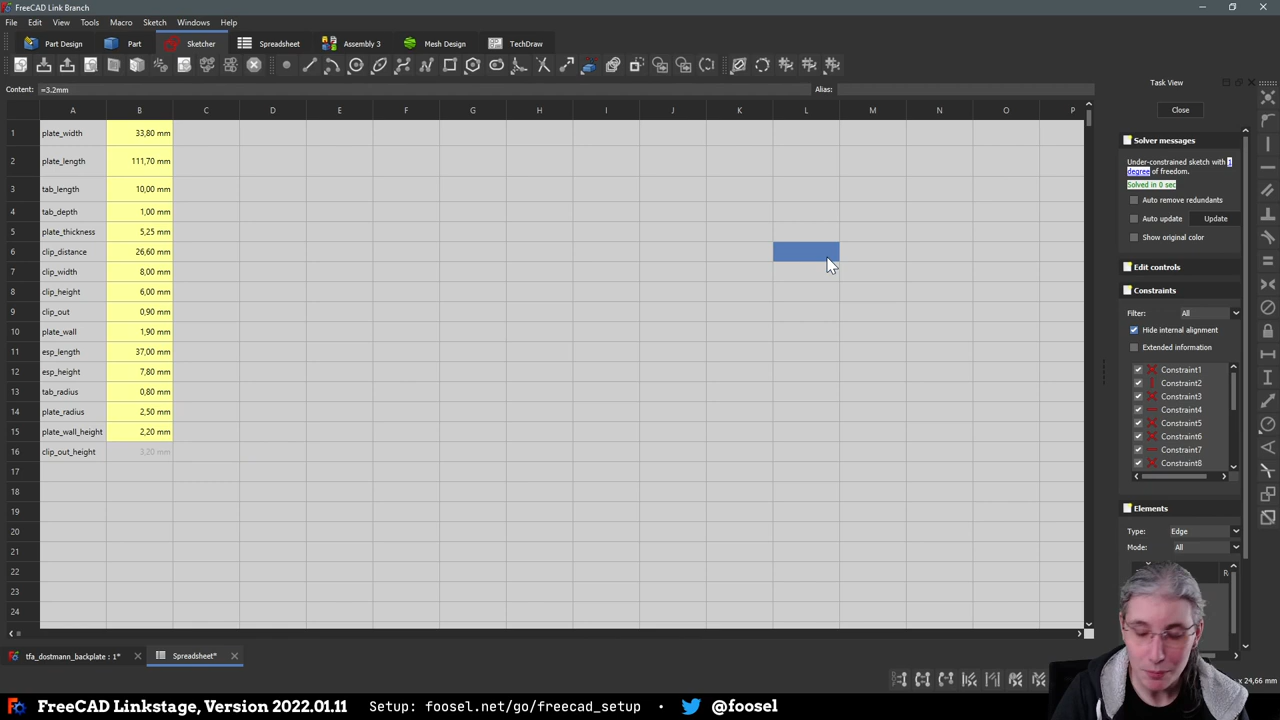 FreeCAD Link Branch
File Edit View Tools Macro Sketch Windows Help
Part Design Part Sketcher Spreadsheet Assembly 3 Mesh Design TechDraw
Content: =3.2mm Alias:
A B C D E F G H I J K L M N O P
1 plate_width 33,80 mm
2 plate_length 111,70 mm
3 tab_length 10,00 mm
4 tab_depth 1,00 mm
5 plate_thickness 5,25 mm
6 clip_distance 26,60 mm
7 clip_width 8,00 mm
8 clip_height 6,00 mm
9 clip_out 0,90 mm
10 plate_wall 1,90 mm
11 esp_length 37,00 mm
12 esp_height 7,80 mm
13 tab_radius 0,80 mm
14 plate_radius 2,50 mm
15 plate_wall_height 2,20 mm
16 clip_out_height 3,20 mm
17
18
19
20
21
22
23
24
Task View
Close
Solver messages
Under-constrained sketch with 1
degree of freedom.
Solved in 0 sec
Auto remove redundants
Auto update Update
Show original color
Edit controls
Constraints
Filter: All
Hide internal alignment
Extended information
Constraint1
Constraint2
Constraint3
Constraint4
Constraint5
Constraint6
Constraint7
Constraint8
Elements
Type: Edge
Mode: All
tfa_dostmann_backplate : 1* Spreadsheet*
x 24,66 mm
FreeCAD Linkstage, Version 2022.01.11 Setup: foosel.net/go/freecad_setup • @foosel